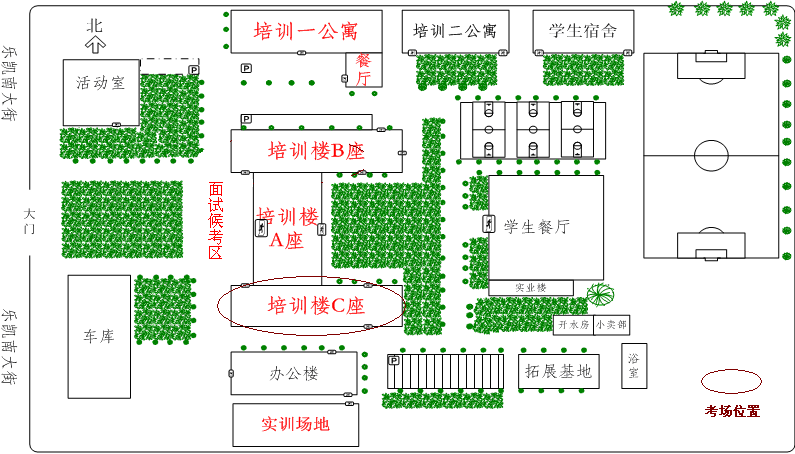 北
乐凯南大街
大门
乐凯南大街
活动室
P
培训一公寓
餐厅
P
培训二公寓
学生宿舍
P
培训楼B座
面试候考区
培训楼
A座
培训楼C座
学生餐厅
实业楼
开水房
小卖部
车库
办公楼
P
拓展基地
浴室
实训场地
考场位置